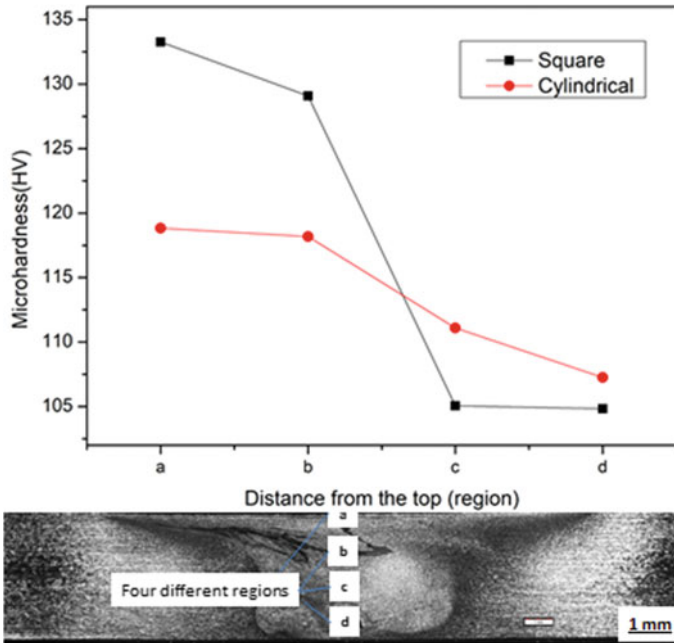 135
130
125
120
115
110
105
Microhardness(HV)
Square
Cylindrical
a
b
c
d
Distance from the top (region)
a
b
c
d
Four different regions
1 mm